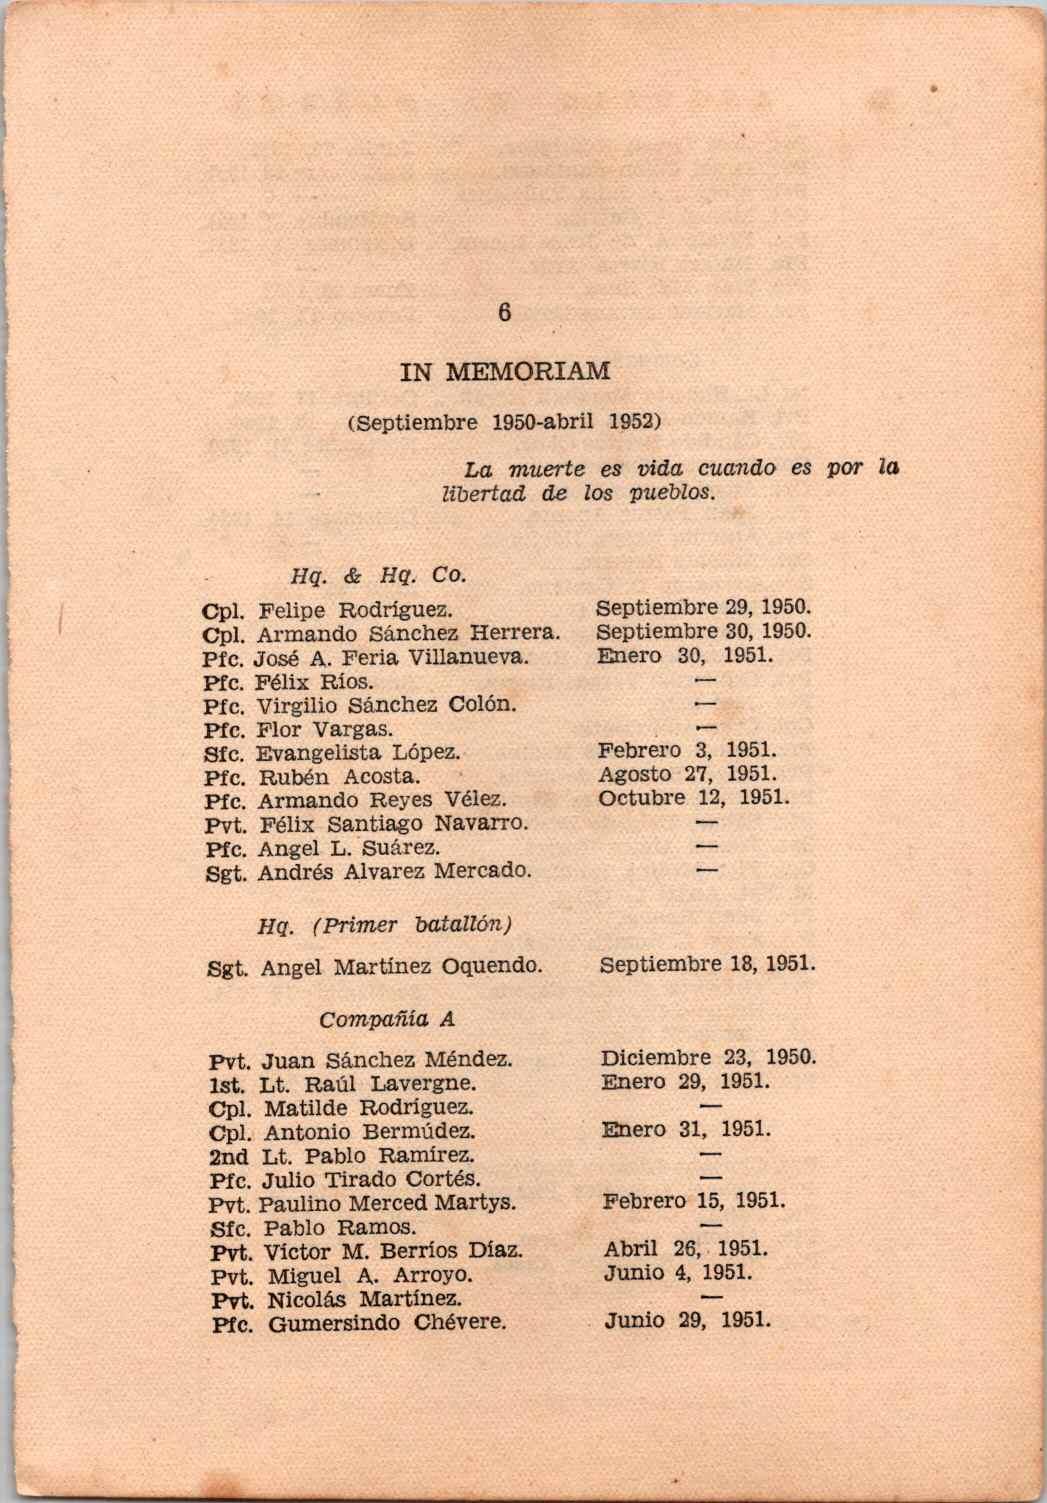 6
IN MEMORIAM
(Septiembre 1950-abril 1952)
La muerte es vida cuando es por la
libertad de los pueblos.
Hq. & Hq. Co.
Cpl. Felipe Rodríguez. Septiembre 29, 1950.
Cpl. Armando Sánchez Herrera. Septiembre 30, 1950.
Pfc. José A. Feria Villanueva. Enero 30, 1951.
Pfc. Félix Ríos. —
Pfc. Virgilio Sánchez Colón. —
Pfc. Flor Vargas. —
Sfc. Evangelista López. Febrero 3, 1951.
Pfc. Rubén Acosta. Agosto 27, 1951.
Pfc. Armando Reyes Vélez. Octubre 12, 1951.
Pvt. Félix Santiago Navarro. —
Pfc. Angel L. Suárez. —
Sgt. Andrés Alvarez Mercado. —
Hq. (Primer batallón)
Sgt. Angel Martínez Oquendo. Septiembre 18, 1951.
Compañía A
Pvt. Juan Sánchez Méndez. Diciembre 23, 1950.
1st. Lt. Raúl Lavergne. Enero 29, 1951.
Cpl. Matilde Rodríguez. —
Cpl. Antonio Bermúdez. Enero 31, 1951.
2nd Lt. Pablo Ramírez. —
Pfc. Julio Tirado Cortés. —
Pvt. Paulino Merced Martys. Febrero 15, 1951.
Sfc. Pablo Ramos. —
Pvt. Víctor M. Berríos Díaz. Abril 26, 1951.
Pvt. Miguel A. Arroyo. Junio 4, 1951.
Pvt. Nicolás Martínez. —
Pfc. Gumersindo Chévere. Junio 29, 1951.